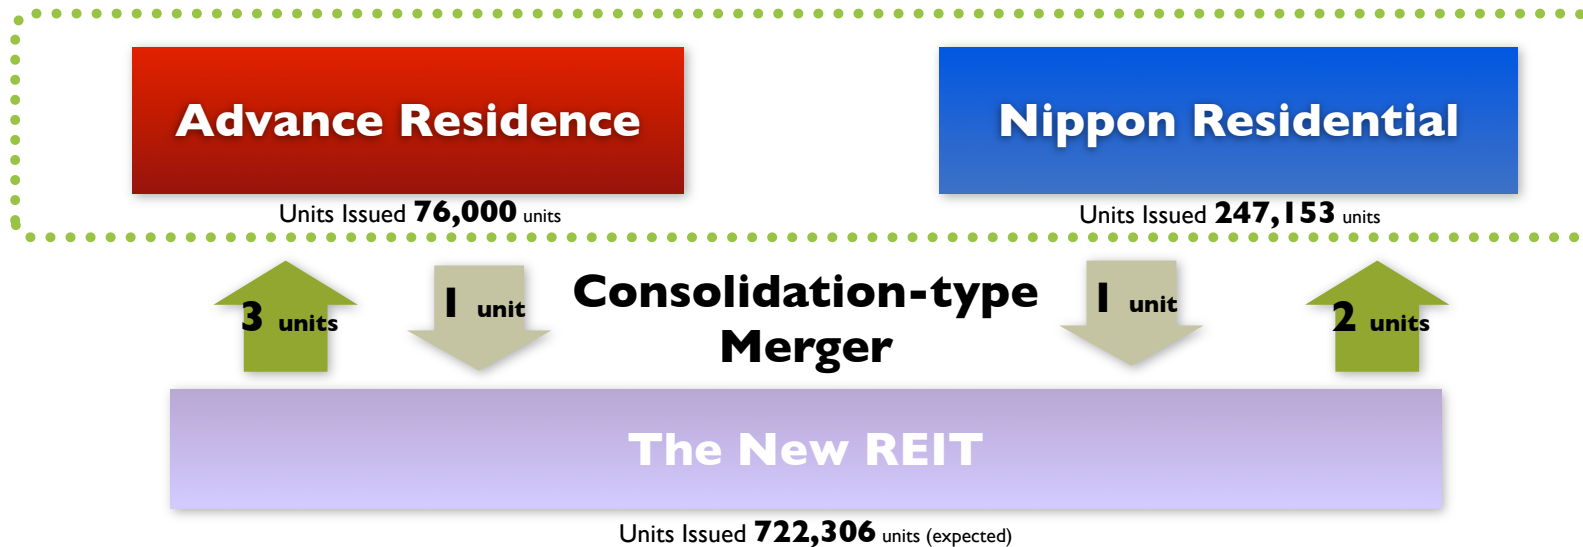 Advance Residence
Nippon Residential
Units Issued 76,000 units
Units Issued 247,153 units
3 units
1 unit
Consolidation-type
Merger
1 unit
2 units
The New REIT
Units Issued 722,306 units (expected)